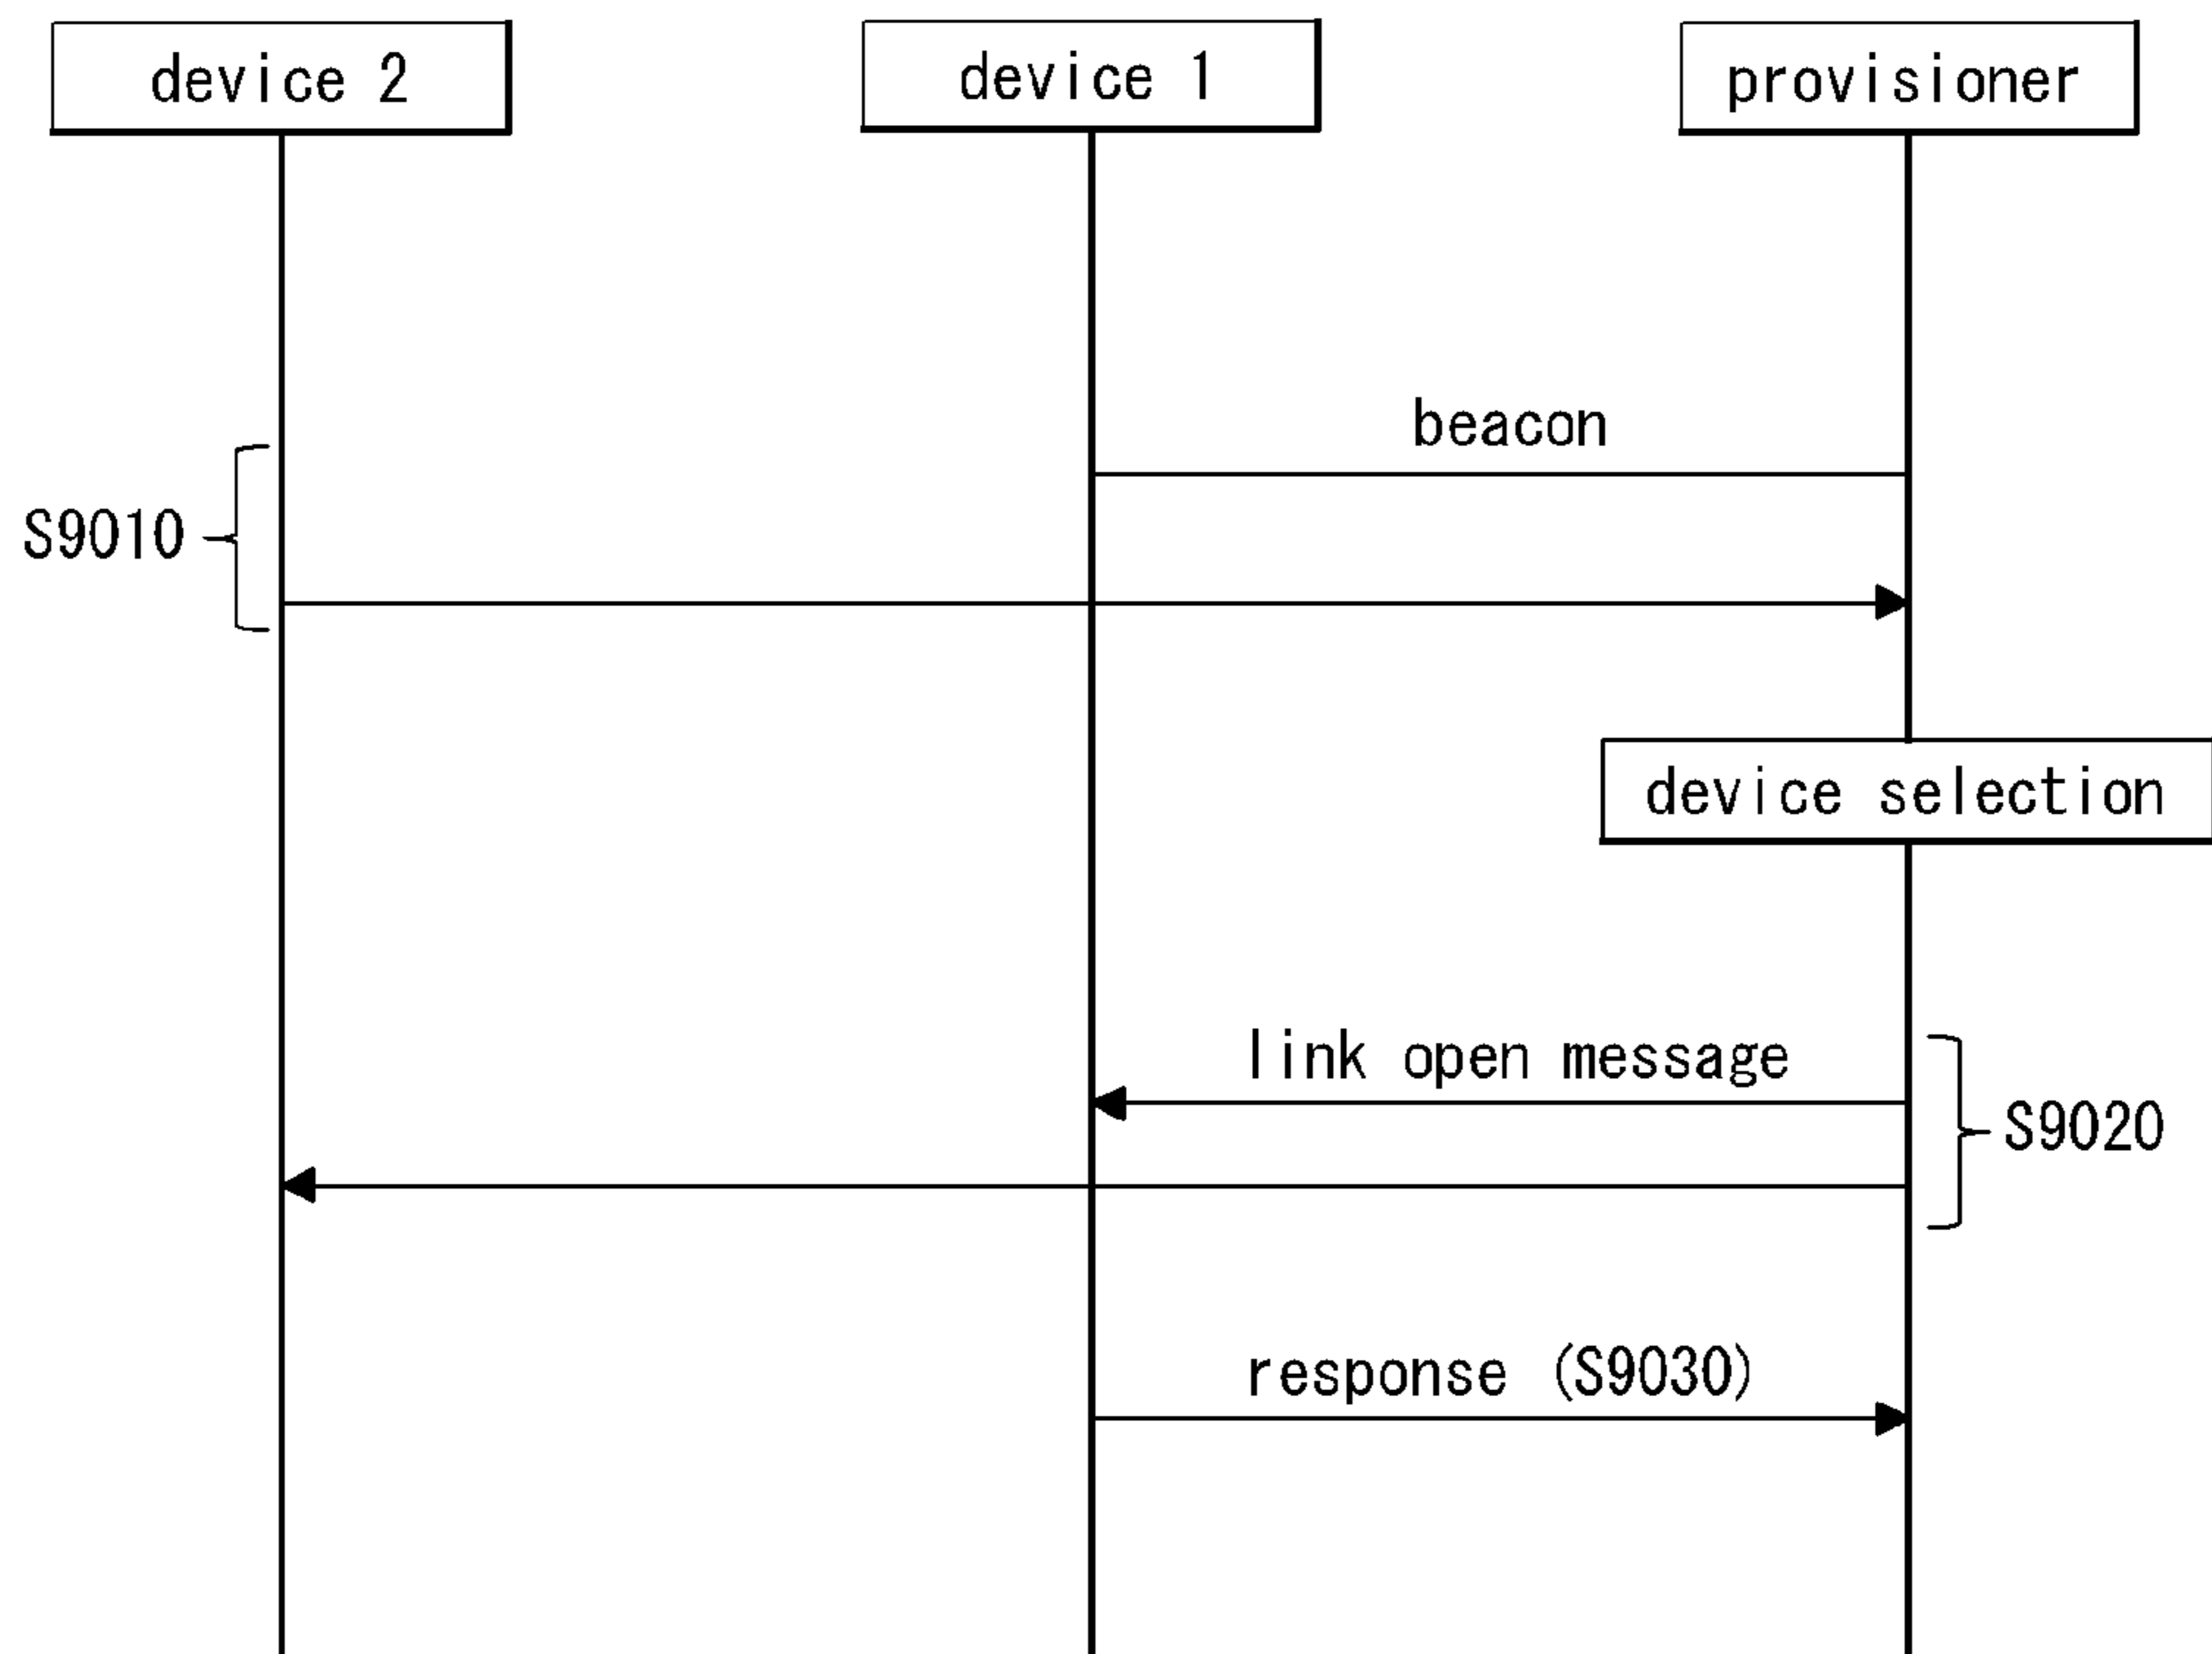 device 2
device 1
provisioner
beacon
S9010
device selection
link open message
S9020
response (S9030)